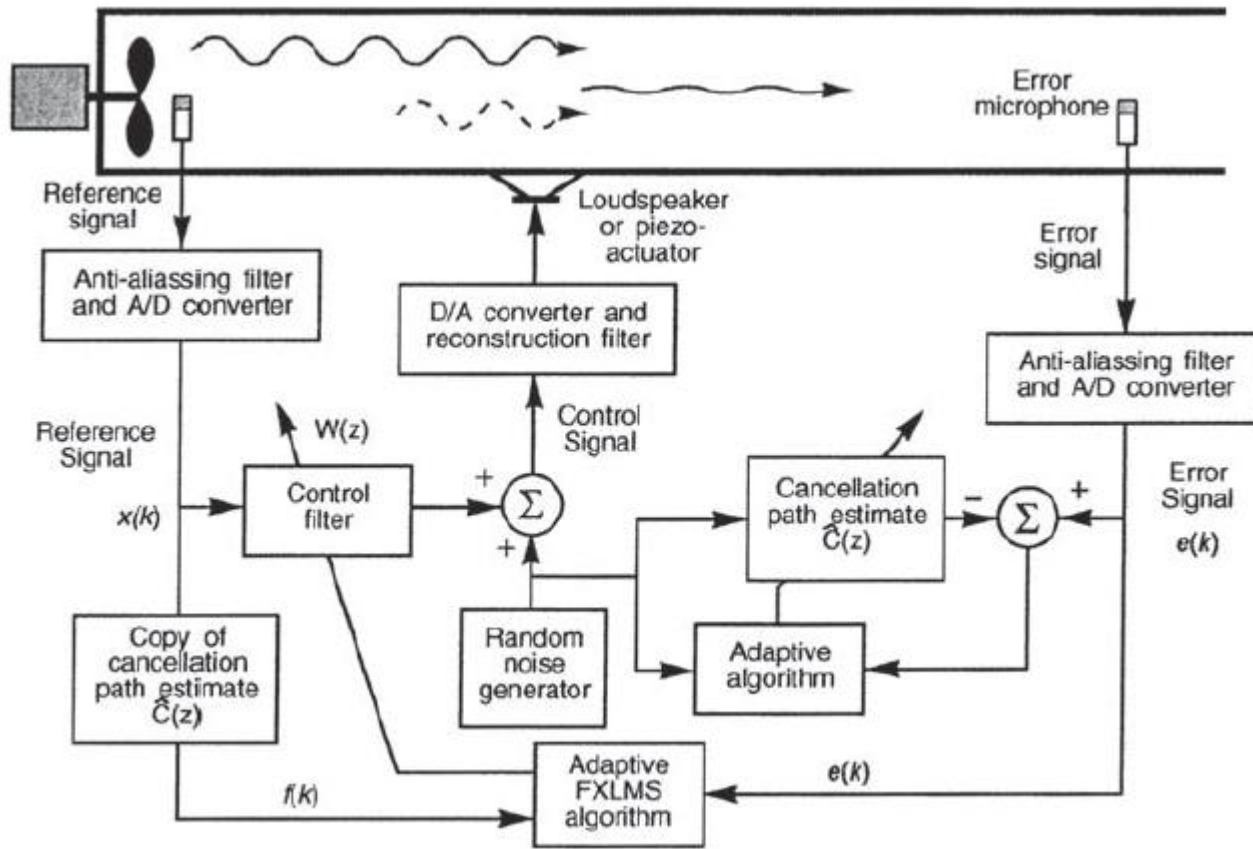 Error
microphone
Reference
signal
Loudspeaker
or piezo-
actuator
Error
signal
Anti-aliassing filter
and A/D converter
D/A converter and
reconstruction filter
Anti-aliassing filter
and A/D converter
Reference
Signal
x(k)
W(z)
Control
filter
Control
Signal
+
Σ
+
Cancellation
path estimate
Ĉ(z)
−
Σ
+
Error
Signal
e(k)
Copy of
cancellation
path estimate
Ĉ(z)
Random
noise
generator
Adaptive
algorithm
f(k)
Adaptive
FXLMS
algorithm
e(k)